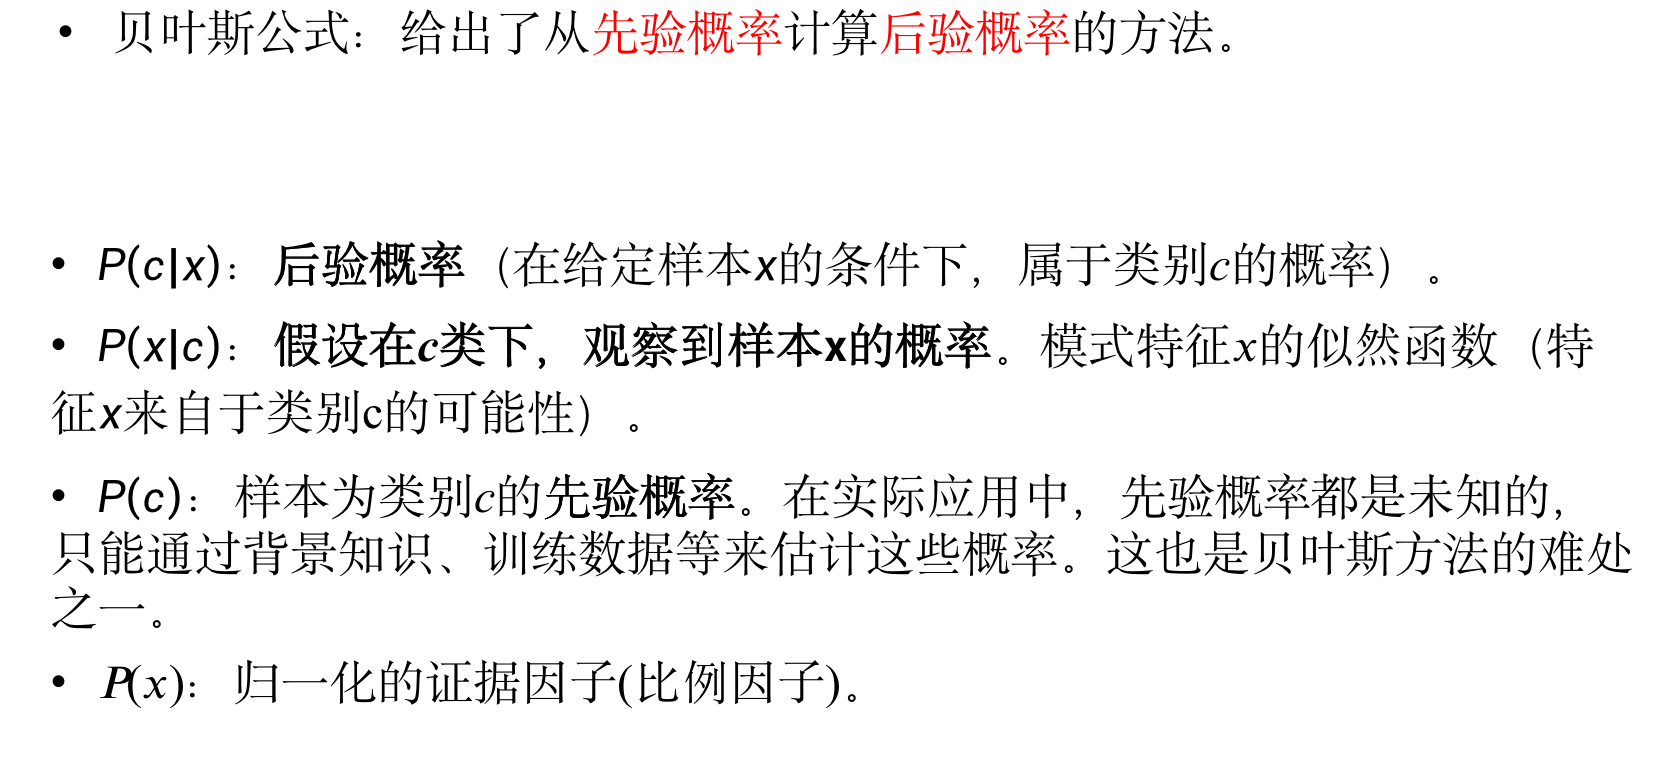 • 贝叶斯公式：给出了从先验概率计算后验概率的方法。
• P(c|x)：后验概率（在给定样本x的条件下，属于类别c的概率）。
• P(x|c)：假设在c类下，观察到样本x的概率。模式特征x的似然函数（特
征x来自于类别c的可能性）。
• P(c)：样本为类别c的先验概率。在实际应用中，先验概率都是未知的，
只能通过背景知识、训练数据等来估计这些概率。这也是贝叶斯方法的难处
之一。
• P(x)：归一化的证据因子(比例因子)。